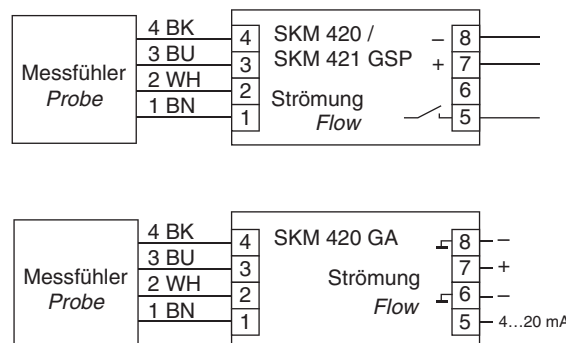 4 BK
3 BU
2 WH
1 BN
Messfühler
Probe
4
3
2
1
SKM 420 /
SKM 421 GSP
Strömung
Flow
–
+
8
7
6
5
4 BK
3 BU
2 WH
1 BN
Messfühler
Probe
4
3
2
1
SKM 420 GA
Strömung
Flow
8 –
7 +
6 –
5 4...20 mA